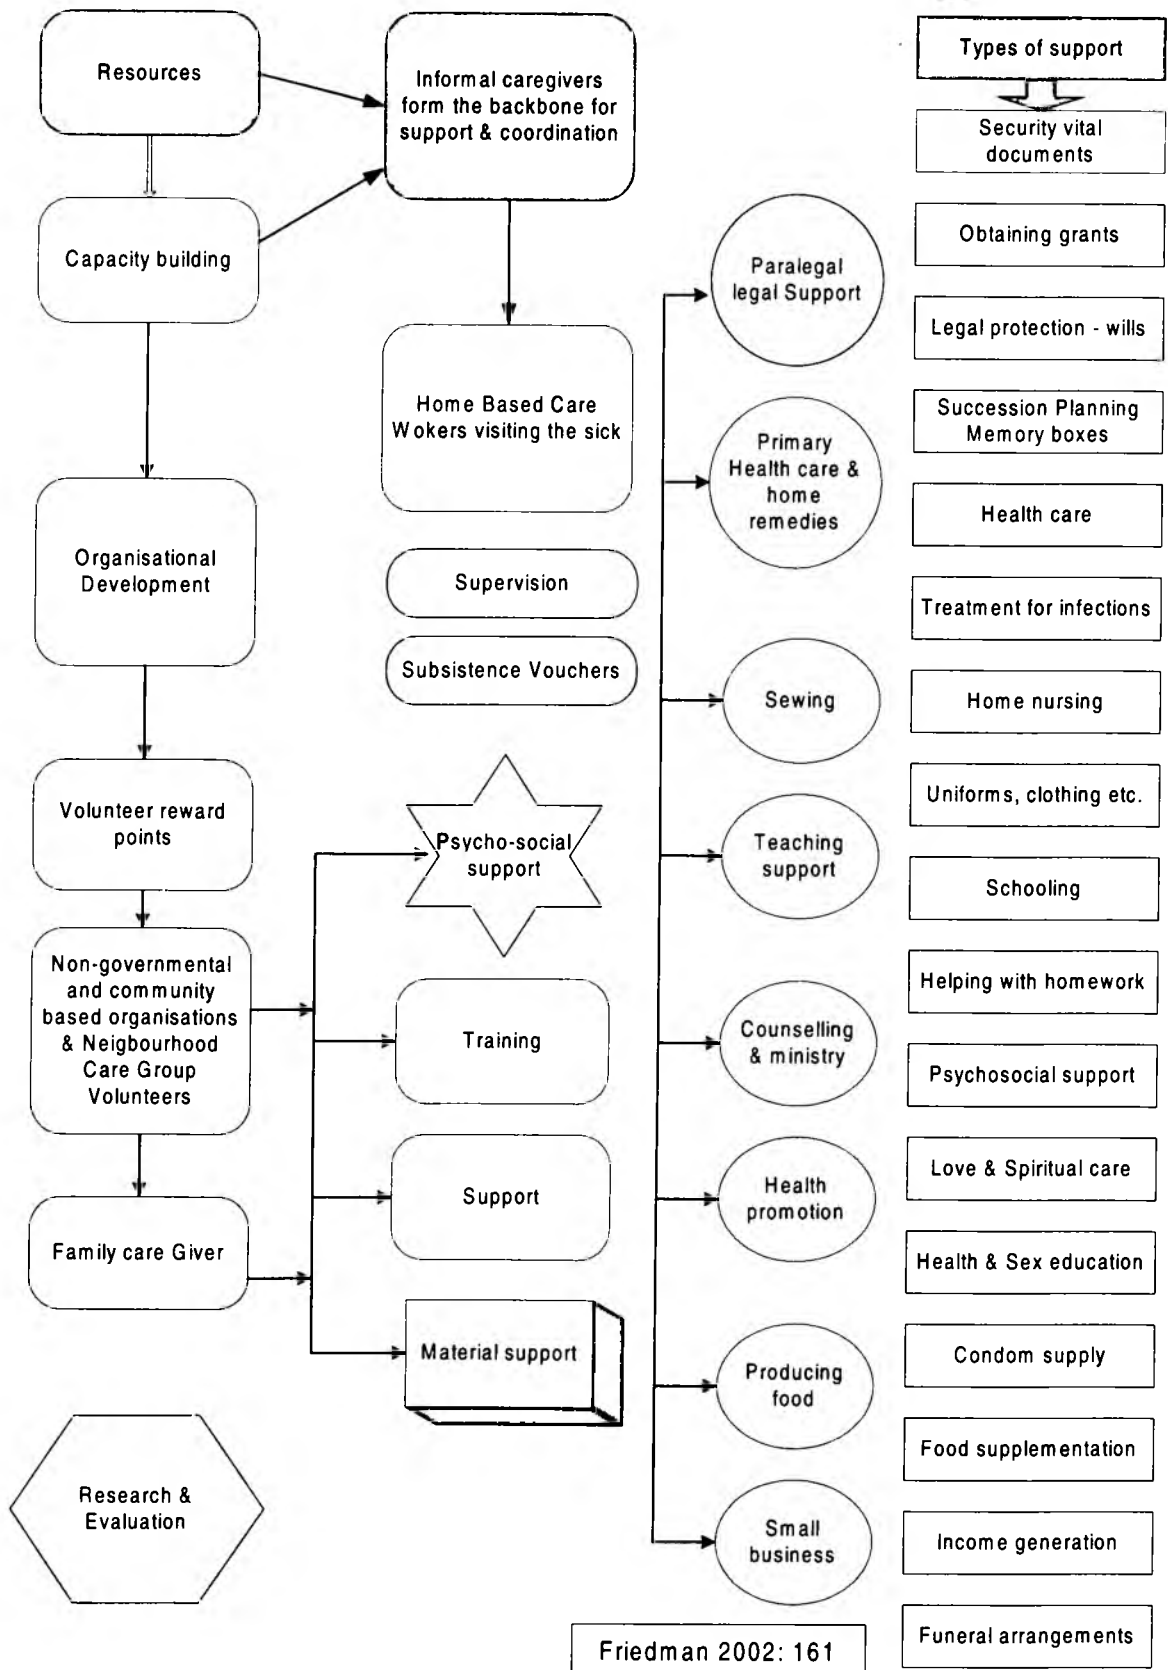 Resources
Capacity building
Organisational
Development
Volunteer reward
points
Non-governmental
and community
based organisations
& Neigbourhood
Care Group
Volunteers
Family care Giver
Research &
Evaluation
Informal caregivers
form the backbone for
support & coordination
Home Based Care
Wokers visiting the sick
Supervision
Subsistence Vouchers
Psycho-social
support
Training
Support
Material support
Paralegal
legal Support
Primary
Health care &
home
remedies
Sewing
Teaching
support
Counselling
& ministry
Health
promotion
Producing
food
Small
business
Types of support
Security vital
documents
Obtaining grants
Legal protection - wills
Succession Planning
Memory boxes
Health care
Treatment for infections
Home nursing
Uniforms, clothing etc.
Schooling
Helping with homework
Psychosocial support
Love & Spiritual care
Health & Sex education
Condom supply
Food supplementation
Income generation
Funeral arrangements
Friedman 2002: 161